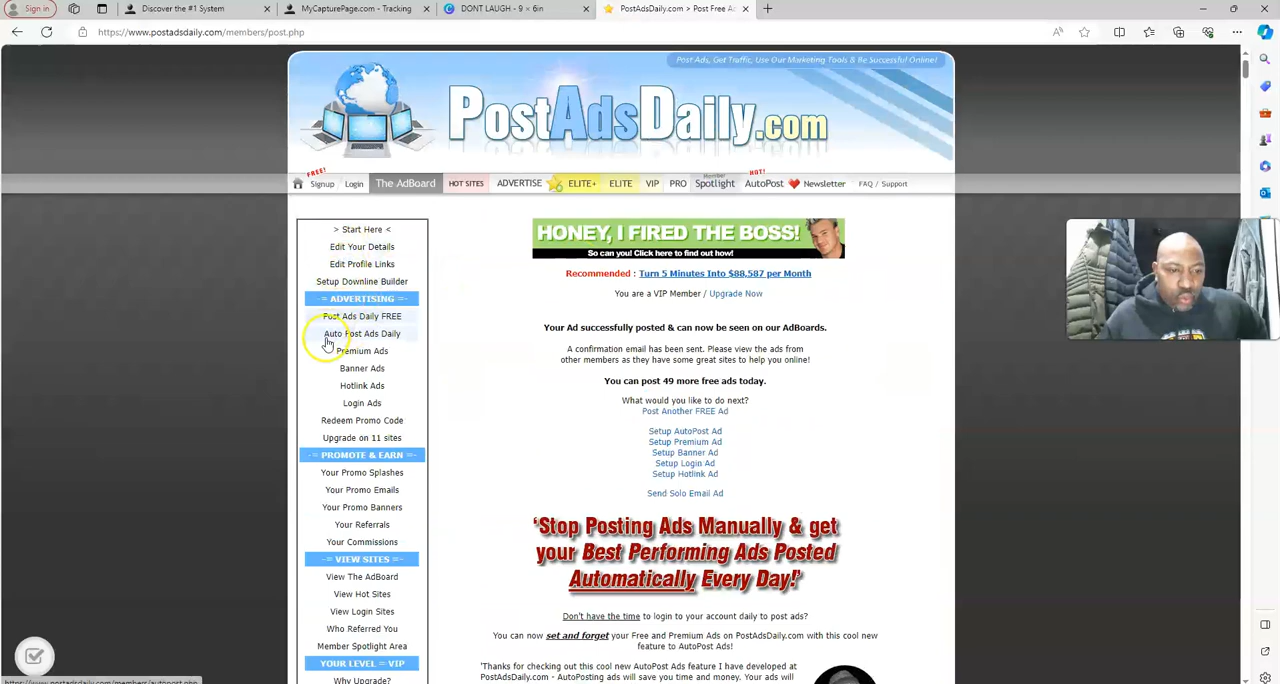 Sign in
Discover the #1 System
MyCapturePage.com - Tracking
DONT LAUGH - 9 × 6in
PostAdsDaily.com > Post Free Ads
https://www.postadsdaily.com/members/post.php
Post Ads, Get Traffic, Use Our Marketing Tools & Be Successful Online!
PostAdsDaily.com
FREE!
HOT!
Signup Login The AdBoard HOT SITES ADVERTISE ELITE+ ELITE VIP PRO Member Spotlight AutoPost Newsletter FAQ / Support
> Start Here <
Edit Your Details
Edit Profile Links
Setup Downline Builder
-= ADVERTISING =-
Post Ads Daily FREE
Auto Post Ads Daily
Premium Ads
Banner Ads
Hotlink Ads
Login Ads
Redeem Promo Code
Upgrade on 11 sites
-= PROMOTE & EARN =-
Your Promo Splashes
Your Promo Emails
Your Promo Banners
Your Referrals
Your Commissions
-= VIEW SITES =-
View The AdBoard
View Hot Sites
View Login Sites
Who Referred You
Member Spotlight Area
-= YOUR LEVEL = VIP
Why Upgrade?
HONEY, I FIRED THE BOSS!
So can you! Click here to find out how!
Recommended : Turn 5 Minutes Into $88,587 per Month
You are a VIP Member / Upgrade Now
Your Ad successfully posted & can now be seen on our AdBoards.
A confirmation email has been sent. Please view the ads from
other members as they have some great sites to help you online!
You can post 49 more free ads today.
What would you like to do next?
Post Another FREE Ad
Setup AutoPost Ad
Setup Premium Ad
Setup Banner Ad
Setup Login Ad
Setup Hotlink Ad
Send Solo Email Ad
'Stop Posting Ads Manually & get
your Best Performing Ads Posted
Automatically Every Day!'
Don't have the time to login to your account daily to post ads?
You can now set and forget your Free and Premium Ads on PostAdsDaily.com with this cool new
feature to AutoPost Ads!
'Thanks for checking out this cool new AutoPost Ads feature I have developed at
PostAdsDaily.com - AutoPosting ads will save you time and money. Your ads will
https://www.postadsdaily.com/members/autopost.php